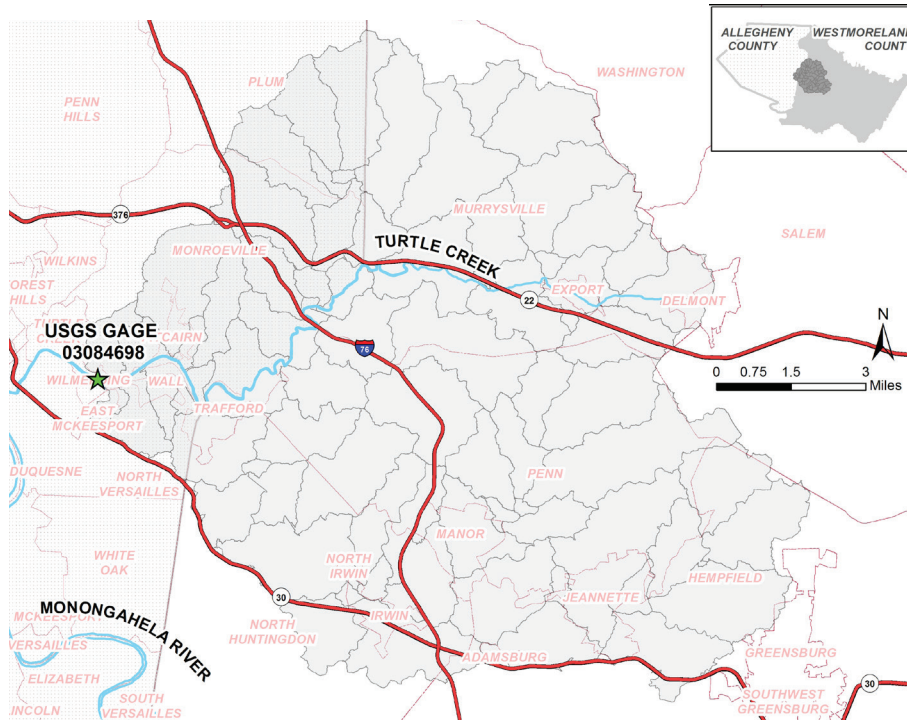 ALLEGHENY
COUNTY
WESTMORELAND
COUNT
WASHINGTON
PLUM
PENN
HILLS
376
MURRYSVILLE
MONROEVILLE
TURTLE CREEK
SALEM
WILKINS
FOREST
HILLS
EXPORT
DELMONT
22
USGS GAGE
03084698
CAIRN
76
N
0 0.75 1.5 3
Miles
WILMERDING
WALL
TRAFFORD
EAST
MCKEESPORT
DUQUESNE
NORTH
VERSAILLES
PENN
WHITE
OAK
MANOR
NORTH
IRWIN
HEMPFIELD
JEANNETTE
30
IRWIN
MONONGAHELA RIVER
MCKEESPORT
VERSAILLES
NORTH
HUNTINGDON
ADAMSBURG
GREENSBURG
ELIZABETH
SOUTH
VERSAILLES
LINCOLN
SOUTHWEST
GREENSBURG
30